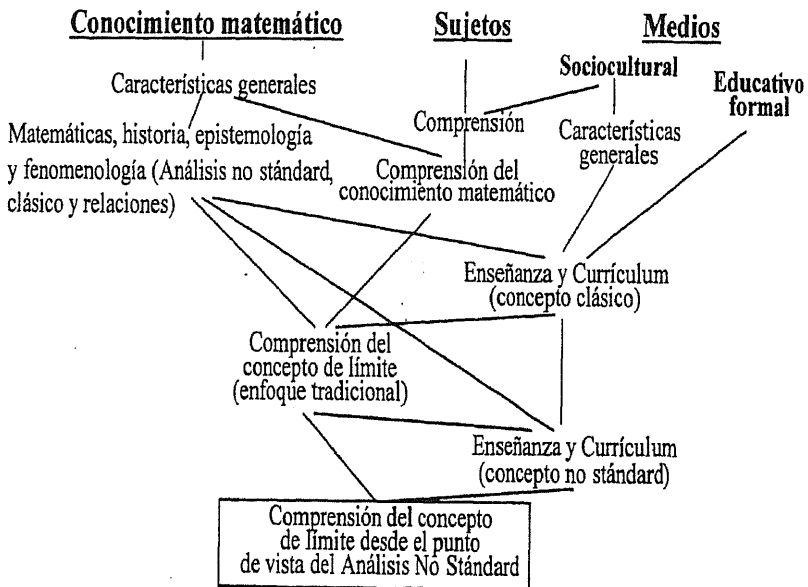 Conocimiento matemático
Sujetos
Medios
Sociocultural
Educativo
formal
Características generales
Comprensión
Características
generales
Matemáticas, historia, epistemología
y fenomenología (Análisis no stándard,
clásico y relaciones)
Comprensión del
conocimiento matemático
Enseñanza y Currículum
(concepto clásico)
Comprensión del
concepto de límite
(enfoque tradicional)
Enseñanza y Currículum
(concepto no stándard)
Comprensión del concepto
de límite desde el punto
de vista del Análisis No Stándard